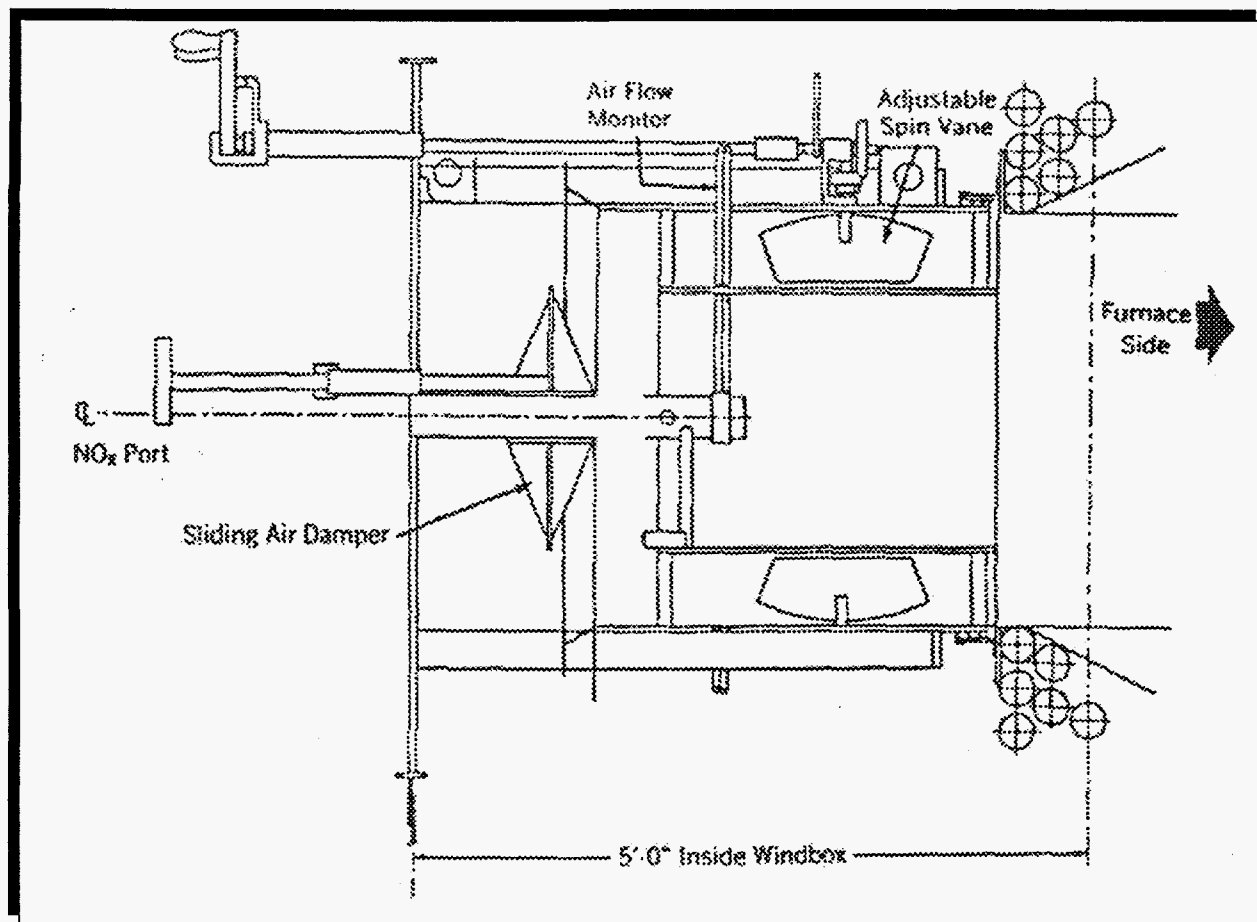 Air Flow
Monitor
Adjustable
Spin Vane
Furnace
Side
℄
NOx Port
Sliding Air Damper
5'-0" Inside Windbox